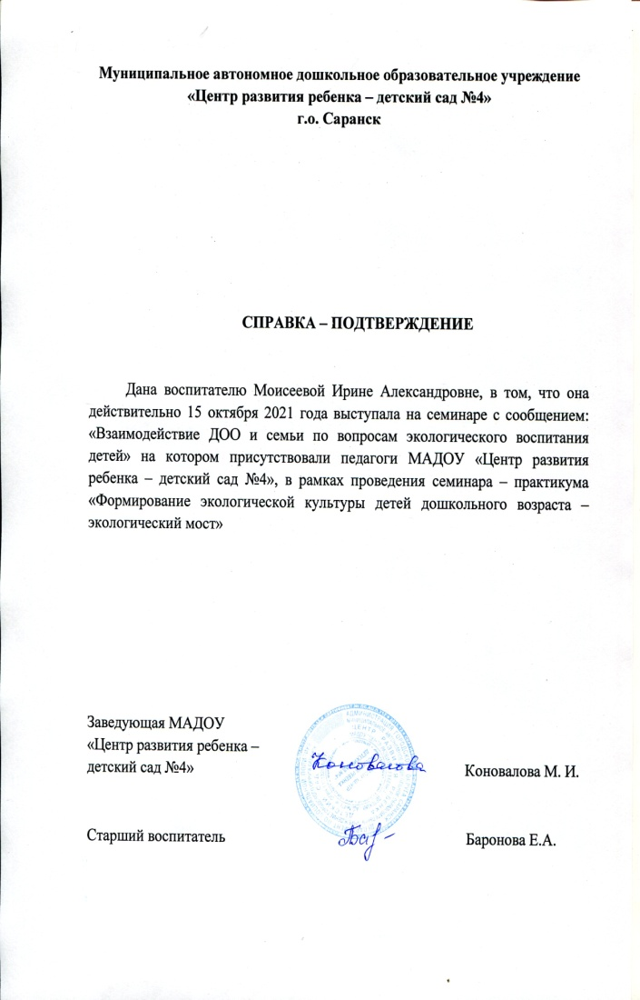 Муниципальное автономное дошкольное образовательное учреждение
«Центр развития ребенка – детский сад №4»
г.о. Саранск
СПРАВКА – ПОДТВЕРЖДЕНИЕ
Дана воспитателю Моисеевой Ирине Александровне, в том, что она
действительно 15 октября 2021 года выступала на семинаре с сообщением:
«Взаимодействие ДОО и семьи по вопросам экологического воспитания
детей» на котором присутствовали педагоги МАДОУ «Центр развития
ребенка – детский сад №4», в рамках проведения семинара – практикума
«Формирование экологической культуры детей дошкольного возраста –
экологический мост»
Заведующая МАДОУ
«Центр развития ребенка –
детский сад №4» Коновалова Коновалова М. И.
Старший воспитатель Баронова Е.А.